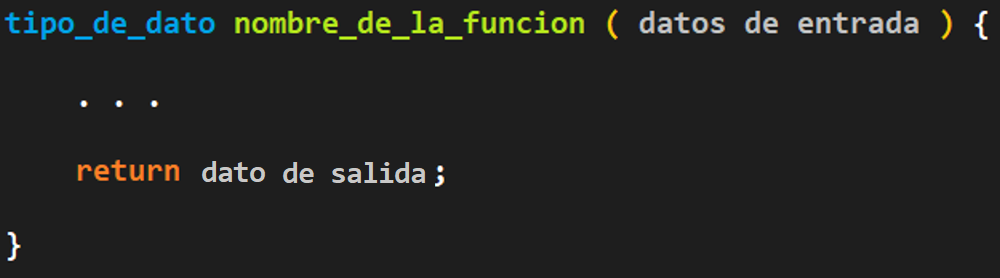 tipo_de_dato nombre_de_la_funcion ( datos de entrada ) {
. . .
return dato de salida;
}